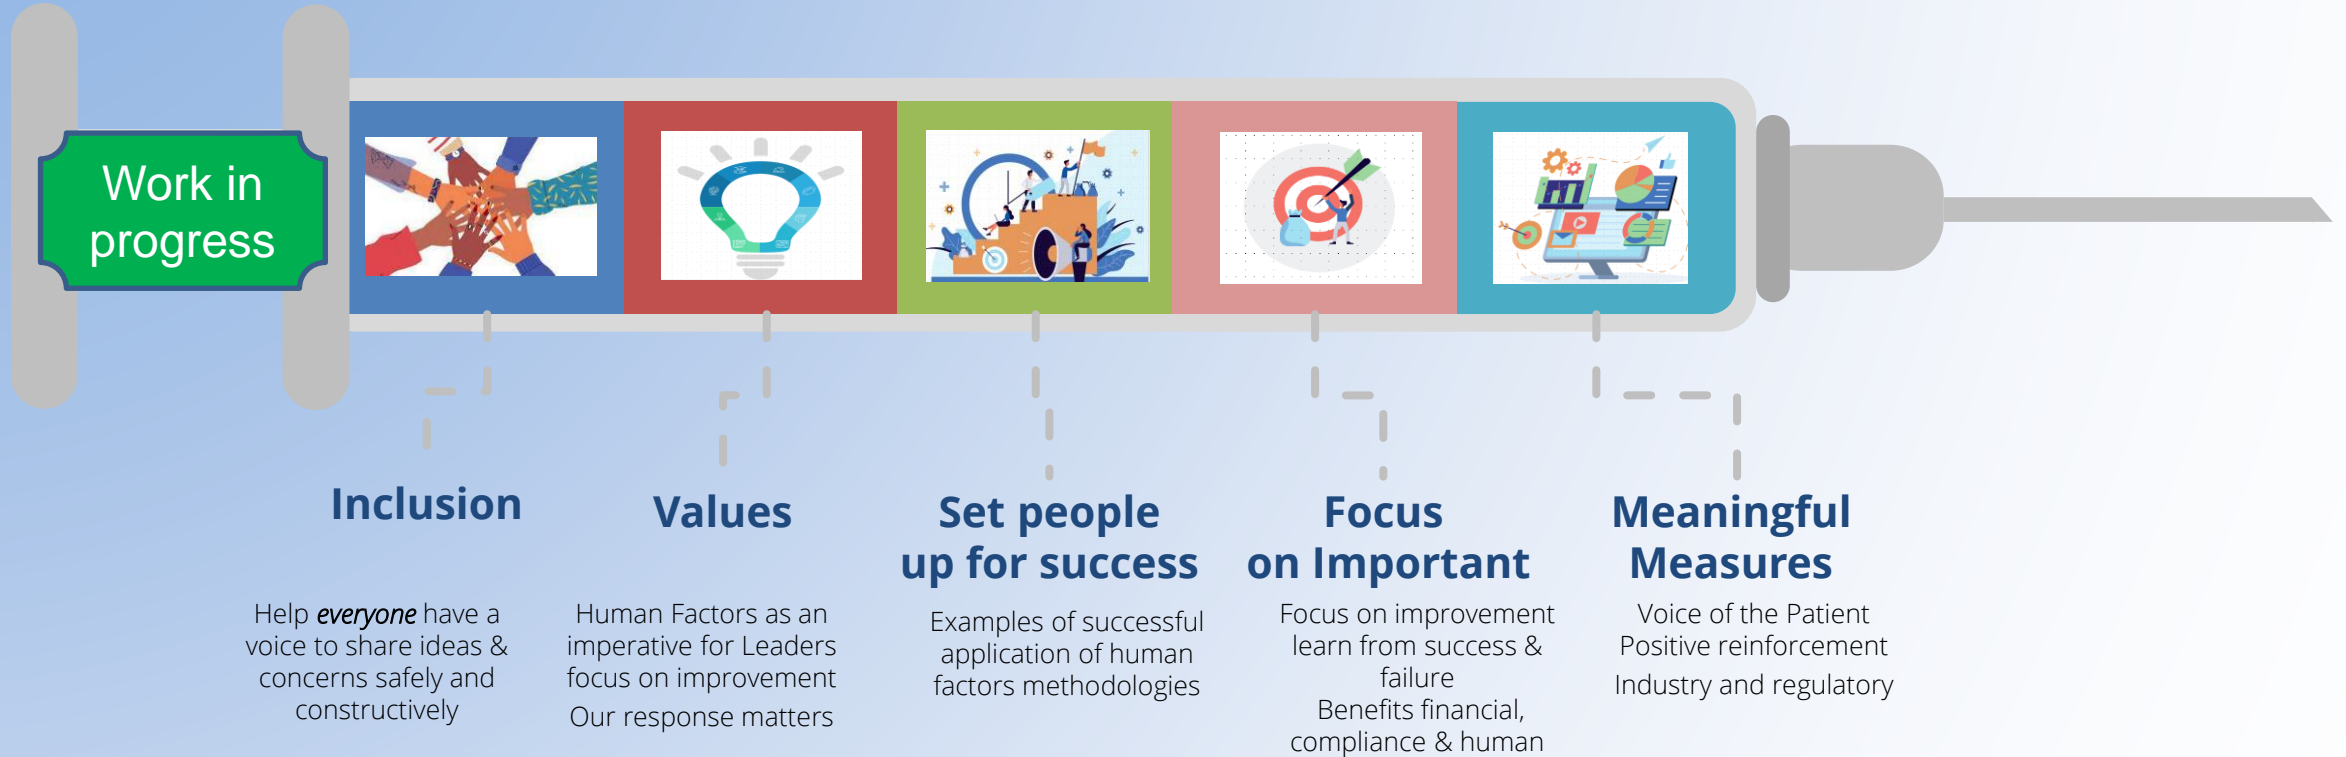 Work in
progress
Inclusion
Help everyone have a
voice to share ideas &
concerns safely and
constructively
Values
Human Factors as an
imperative for Leaders
focus on improvement
Our response matters
Set people
up for success
Examples of successful
application of human
factors methodologies
Focus
on Important
Focus on improvement
learn from success &
failure
Benefits financial,
compliance & human
Meaningful
Measures
Voice of the Patient
Positive reinforcement
Industry and regulatory